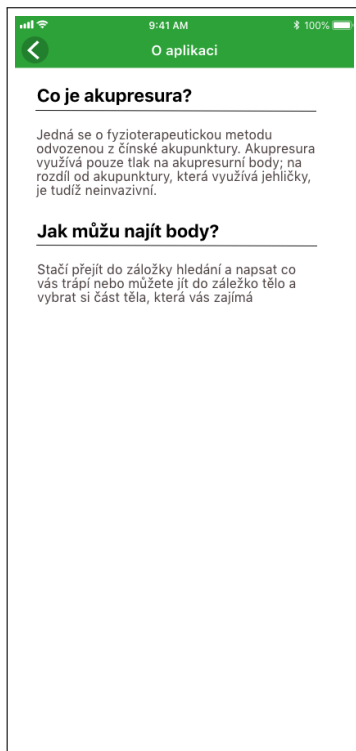 9:41 AM
100%
O aplikaci
Co je akupresura?
Jedná se o fyzioterapeutickou metodu
odvozenou z čínské akupunktury. Akupresura
využívá pouze tlak na akupresurní body; na
rozdíl od akupunktury, která využívá jehličky,
je tudíž neinvazivní.
Jak můžu najít body?
Stačí přejít do záložky hledání a napsat co
vás trápí nebo můžete jít do záležko tělo a
vybrat si část těla, která vás zajímá